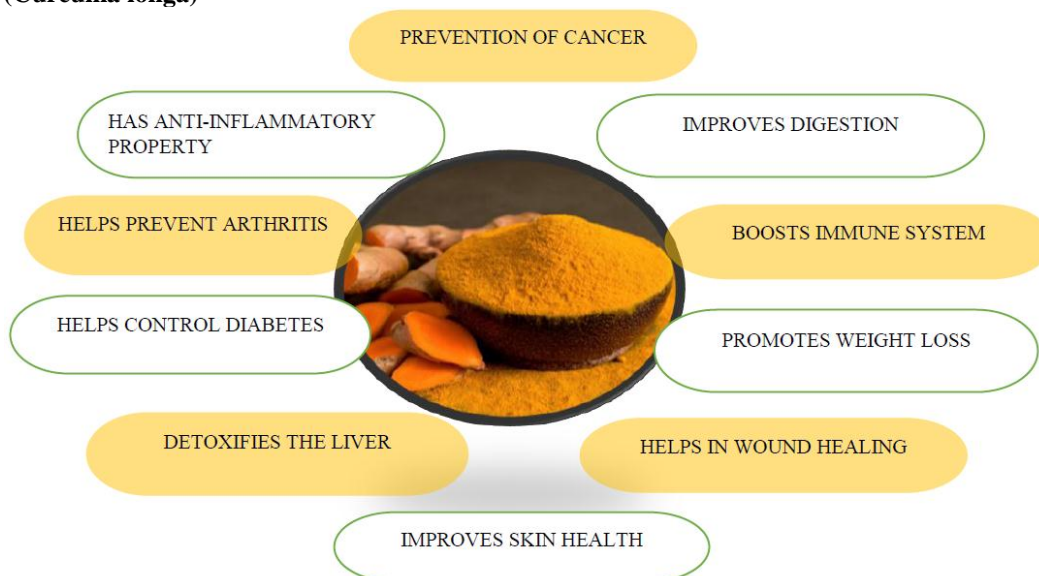 (Curcuma longa)
PREVENTION OF CANCER
HAS ANTI-INFLAMMATORY
PROPERTY
IMPROVES DIGESTION
HELPS PREVENT ARTHRITIS
BOOSTS IMMUNE SYSTEM
HELPS CONTROL DIABETES
PROMOTES WEIGHT LOSS
DETOXIFIES THE LIVER
HELPS IN WOUND HEALING
IMPROVES SKIN HEALTH